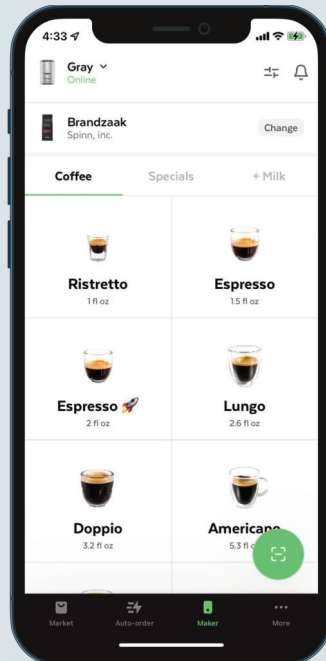 4:33
Gray
Online
Brandzaak
Spinn, inc.
Change
Coffee
Specials
+ Milk
Ristretto
1 fl oz
Espresso
1.5 fl oz
Espresso 🚀
2 fl oz
Lungo
2.6 fl oz
Doppio
3.2 fl oz
Americano
5.3 fl oz
Market
Auto-order
Maker
More